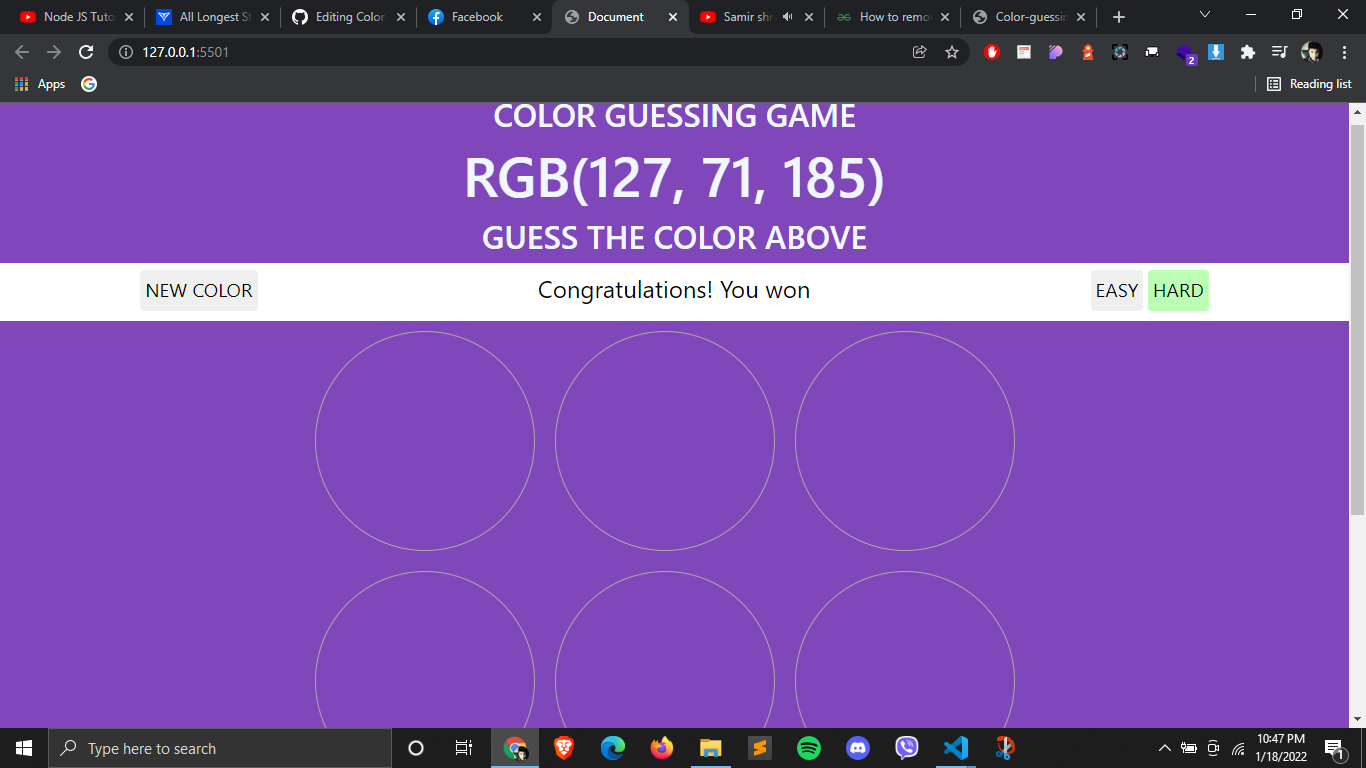 Node JS Tuto
All Longest St
Editing Color-
Facebook
Document
Samir shr
How to remo
Color-guessin
127.0.0.1:5501
2
Apps
Reading list
COLOR GUESSING GAME
RGB(127, 71, 185)
GUESS THE COLOR ABOVE
NEW COLOR
Congratulations! You won
EASY
HARD
Type here to search
10:47 PM
1/18/2022
1